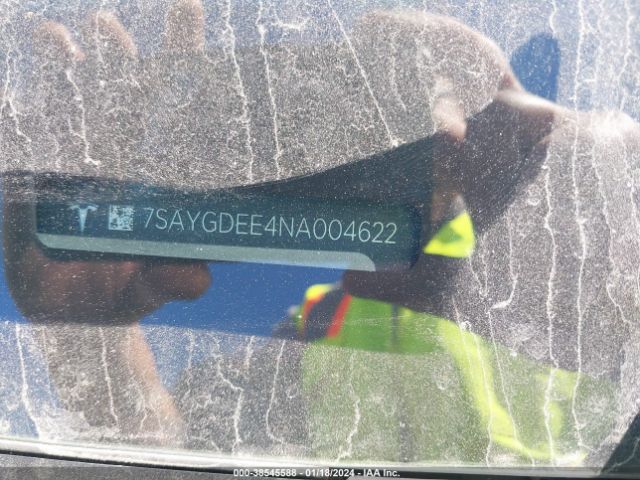 7SAYGDEE4NA004622
000-38545588 - 01/18/2024 - IAA Inc.